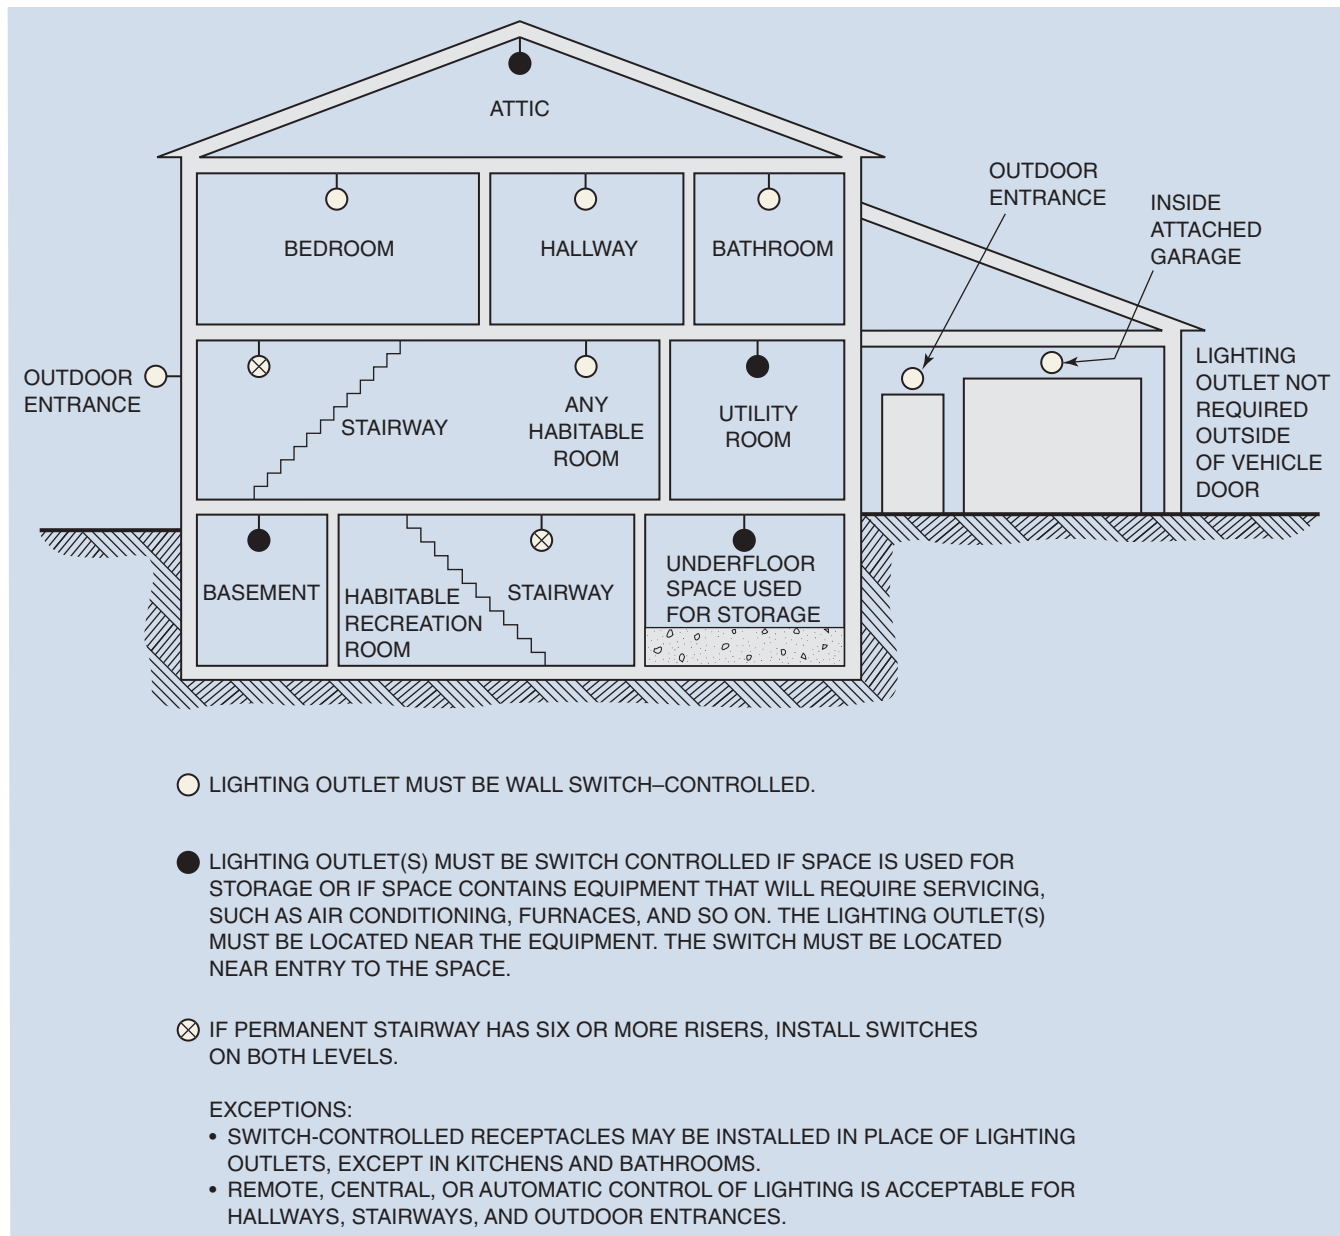 ATTIC
OUTDOOR
ENTRANCE
INSIDE
ATTACHED
GARAGE
BEDROOM
HALLWAY
BATHROOM
OUTDOOR
ENTRANCE
STAIRWAY
ANY
HABITABLE
ROOM
UTILITY
ROOM
LIGHTING
OUTLET NOT
REQUIRED
OUTSIDE
OF VEHICLE
DOOR
BASEMENT
HABITABLE
RECREATION
ROOM
STAIRWAY
UNDERFLOOR
SPACE USED
FOR STORAGE
LIGHTING OUTLET MUST BE WALL SWITCH–CONTROLLED.
LIGHTING OUTLET(S) MUST BE SWITCH CONTROLLED IF SPACE IS USED FOR
STORAGE OR IF SPACE CONTAINS EQUIPMENT THAT WILL REQUIRE SERVICING,
SUCH AS AIR CONDITIONING, FURNACES, AND SO ON. THE LIGHTING OUTLET(S)
MUST BE LOCATED NEAR THE EQUIPMENT. THE SWITCH MUST BE LOCATED
NEAR ENTRY TO THE SPACE.
IF PERMANENT STAIRWAY HAS SIX OR MORE RISERS, INSTALL SWITCHES
ON BOTH LEVELS.
EXCEPTIONS:
• SWITCH-CONTROLLED RECEPTACLES MAY BE INSTALLED IN PLACE OF LIGHTING
OUTLETS, EXCEPT IN KITCHENS AND BATHROOMS.
• REMOTE, CENTRAL, OR AUTOMATIC CONTROL OF LIGHTING IS ACCEPTABLE FOR
HALLWAYS, STAIRWAYS, AND OUTDOOR ENTRANCES.